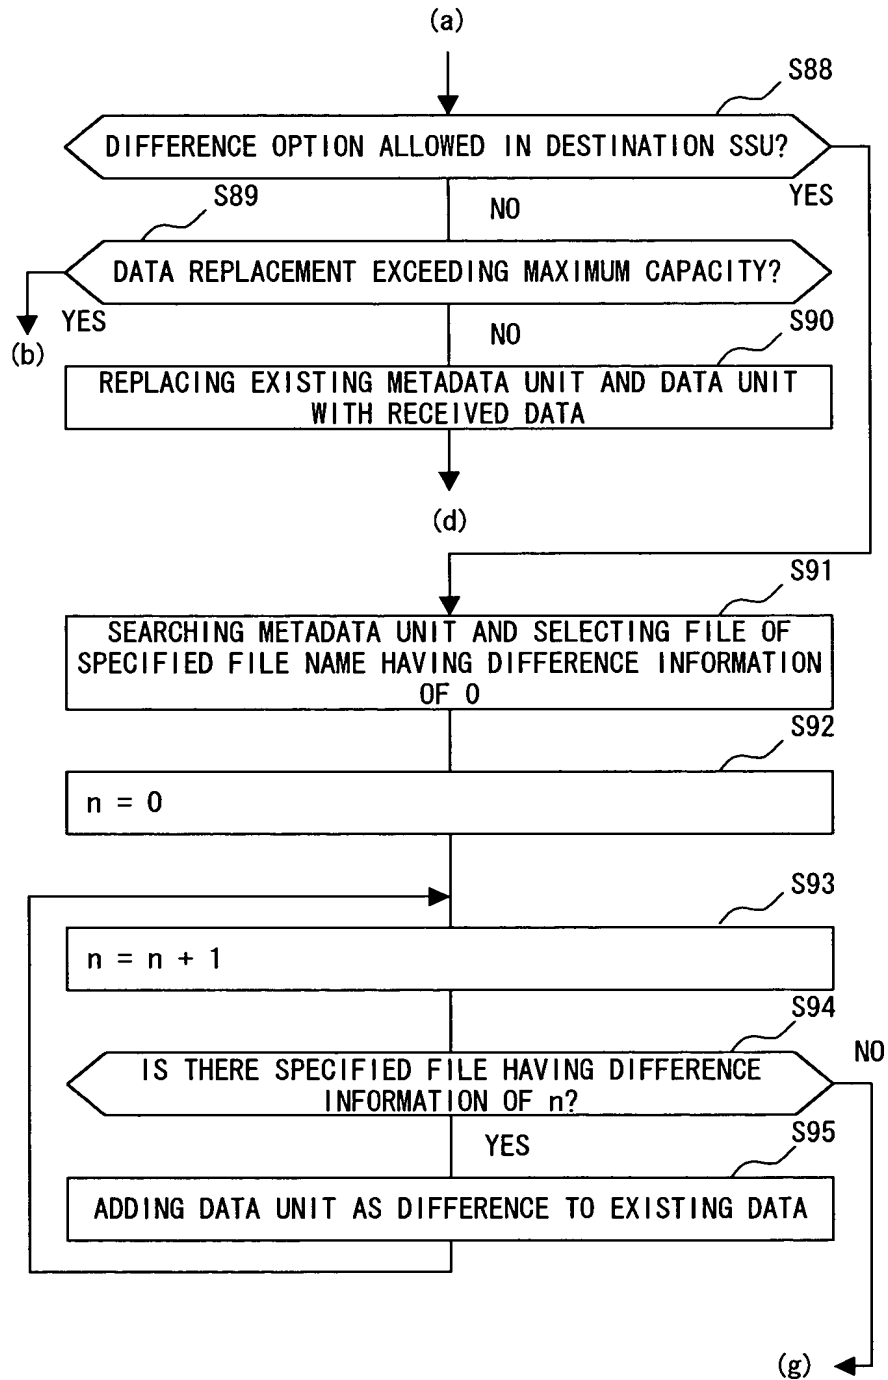 (a)
S88
DIFFERENCE OPTION ALLOWED IN DESTINATION SSU?
YES
NO
S89
DATA REPLACEMENT EXCEEDING MAXIMUM CAPACITY?
YES
(b)
NO
S90
REPLACING EXISTING METADATA UNIT AND DATA UNIT
WITH RECEIVED DATA
(d)
S91
SEARCHING METADATA UNIT AND SELECTING FILE OF
SPECIFIED FILE NAME HAVING DIFFERENCE INFORMATION
OF 0
S92
n = 0
S93
n = n + 1
S94
IS THERE SPECIFIED FILE HAVING DIFFERENCE
INFORMATION OF n?
NO
YES
S95
ADDING DATA UNIT AS DIFFERENCE TO EXISTING DATA
(g)